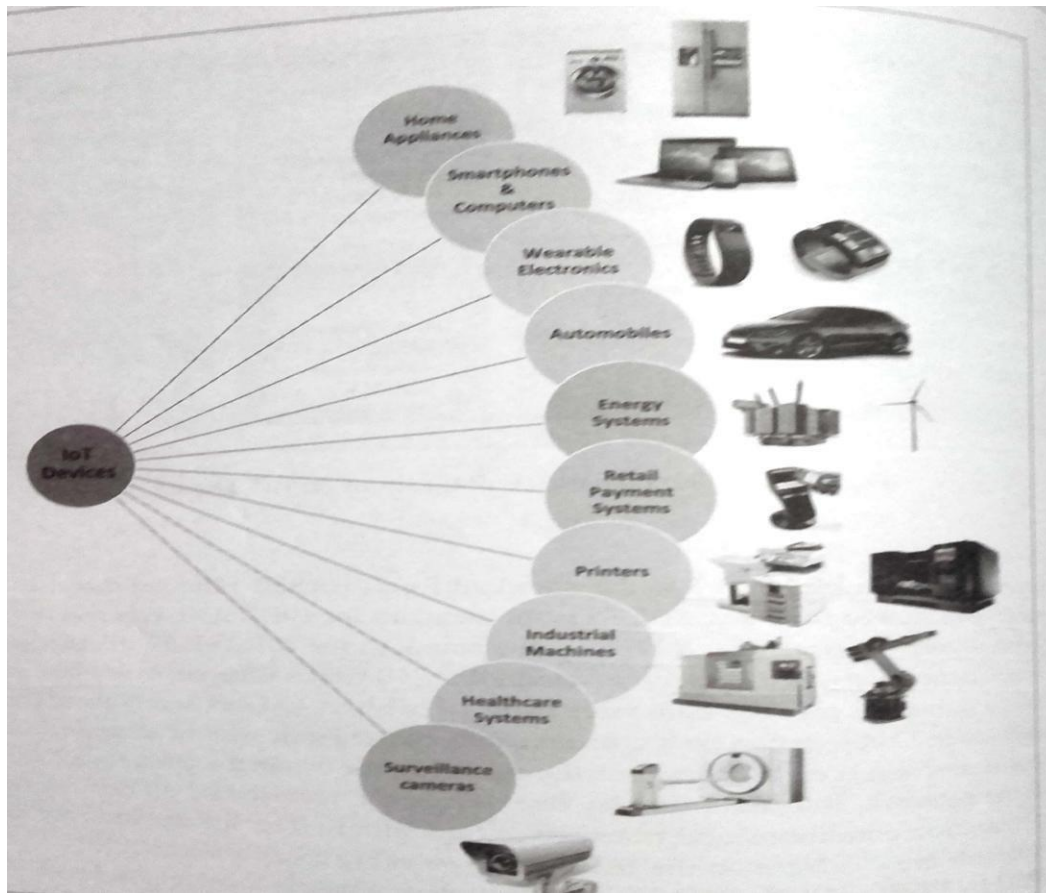 Home
Appliances
Smartphones
&
Computers
Wearable
Electronics
Automobiles
Energy
Systems
IoT
Devices
Retail
Payment
Systems
Printers
Industrial
Machines
Healthcare
Systems
Surveillance
cameras